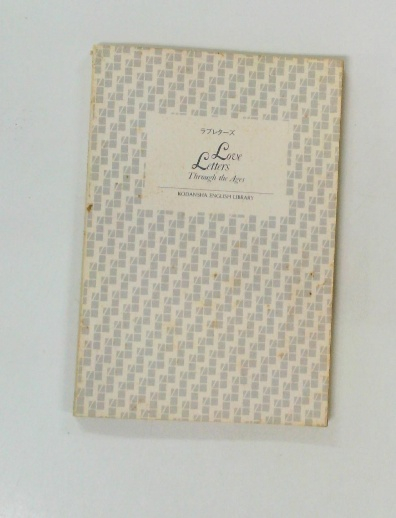 ラブレターズ
Love
Letters
Through the Ages
KODANSHA ENGLISH LIBRARY